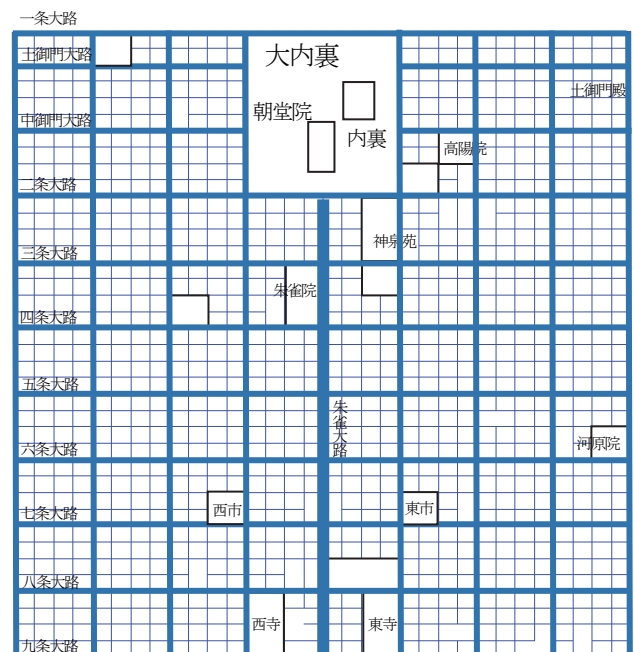 一条大路
大内裏
土御門大路
土御門殿
朝堂院
中御門大路
内裏
高陽院
二条大路
神泉苑
三条大路
朱雀院
四条大路
五条大路
朱雀大路
河原院
六条大路
西市
東市
七条大路
八条大路
西寺
東寺
九条大路